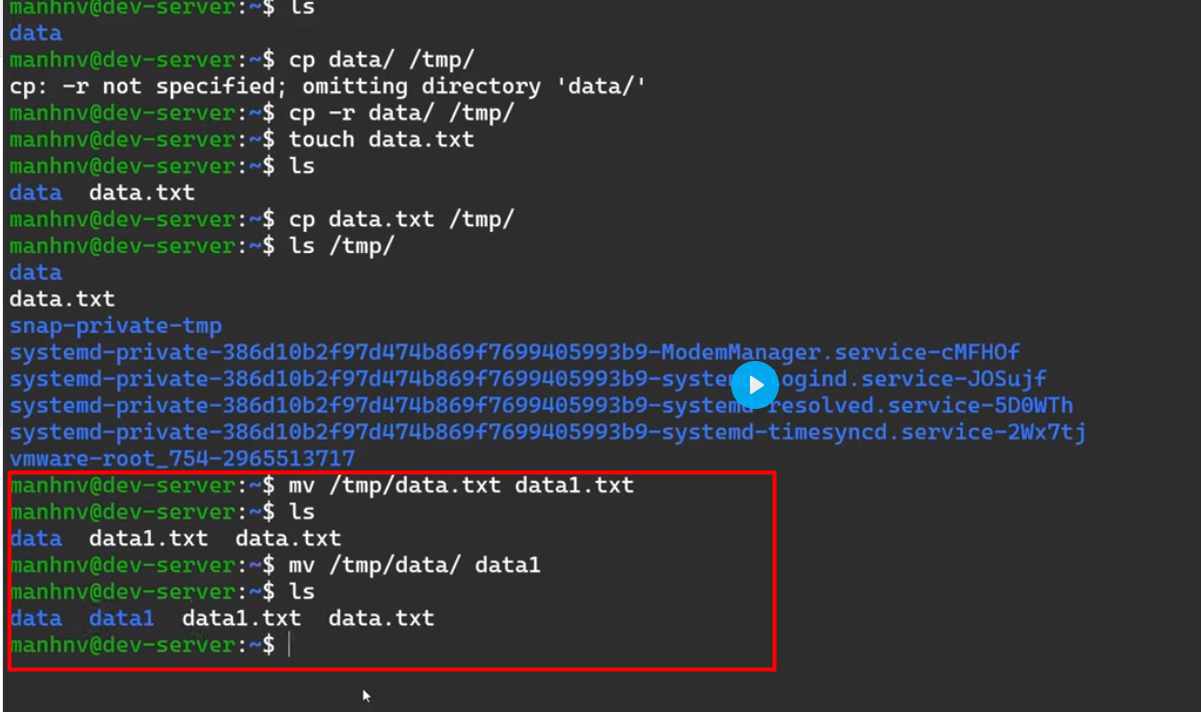 manhnv@dev-server:~$ ls
data
manhnv@dev-server:~$ cp data/ /tmp/
cp: -r not specified; omitting directory 'data/'
manhnv@dev-server:~$ cp -r data/ /tmp/
manhnv@dev-server:~$ touch data.txt
manhnv@dev-server:~$ ls
data  data.txt
manhnv@dev-server:~$ cp data.txt /tmp/
manhnv@dev-server:~$ ls /tmp/
data
data.txt
snap-private-tmp
systemd-private-386d10b2f97d474b869f7699405993b9-ModemManager.service-cMFHOf
systemd-private-386d10b2f97d474b869f7699405993b9-systemd-logind.service-JOSujf
systemd-private-386d10b2f97d474b869f7699405993b9-systemd-resolved.service-5D0WTh
systemd-private-386d10b2f97d474b869f7699405993b9-systemd-timesyncd.service-2Wx7tj
vmware-root_754-2965513717
manhnv@dev-server:~$ mv /tmp/data.txt data1.txt
manhnv@dev-server:~$ ls
data  data1.txt  data.txt
manhnv@dev-server:~$ mv /tmp/data/ data1
manhnv@dev-server:~$ ls
data  data1  data1.txt  data.txt
manhnv@dev-server:~$